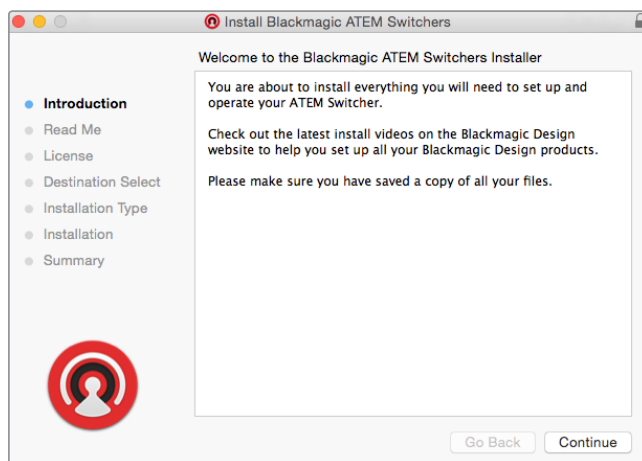 Install Blackmagic ATEM Switchers
Welcome to the Blackmagic ATEM Switchers Installer
Introduction
Read Me
License
Destination Select
Installation Type
Installation
Summary
You are about to install everything you will need to set up and
operate your ATEM Switcher.
Check out the latest install videos on the Blackmagic Design
website to help you set up all your Blackmagic Design products.
Please make sure you have saved a copy of all your files.
Go Back
Continue